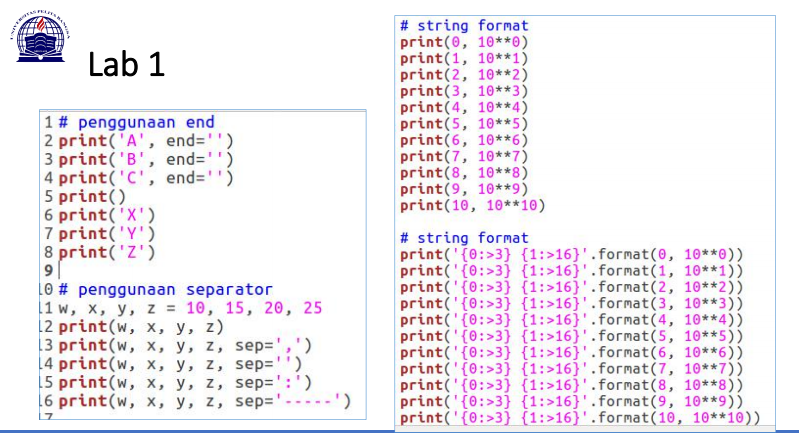 UNIVERSITAS PELITA BANGSA
Lab 1
1 # penggunaan end
2 print('A', end='')
3 print('B', end='')
4 print('C', end='')
5 print()
6 print('X')
7 print('Y')
8 print('Z')
9
10 # penggunaan separator
11 w, x, y, z = 10, 15, 20, 25
12 print(w, x, y, z)
13 print(w, x, y, z, sep=',')
14 print(w, x, y, z, sep='')
15 print(w, x, y, z, sep=':')
16 print(w, x, y, z, sep='-----')
17
# string format
print(0, 10**0)
print(1, 10**1)
print(2, 10**2)
print(3, 10**3)
print(4, 10**4)
print(5, 10**5)
print(6, 10**6)
print(7, 10**7)
print(8, 10**8)
print(9, 10**9)
print(10, 10**10)
# string format
print('{0:>3} {1:>16}'.format(0, 10**0))
print('{0:>3} {1:>16}'.format(1, 10**1))
print('{0:>3} {1:>16}'.format(2, 10**2))
print('{0:>3} {1:>16}'.format(3, 10**3))
print('{0:>3} {1:>16}'.format(4, 10**4))
print('{0:>3} {1:>16}'.format(5, 10**5))
print('{0:>3} {1:>16}'.format(6, 10**6))
print('{0:>3} {1:>16}'.format(7, 10**7))
print('{0:>3} {1:>16}'.format(8, 10**8))
print('{0:>3} {1:>16}'.format(9, 10**9))
print('{0:>3} {1:>16}'.format(10, 10**10))